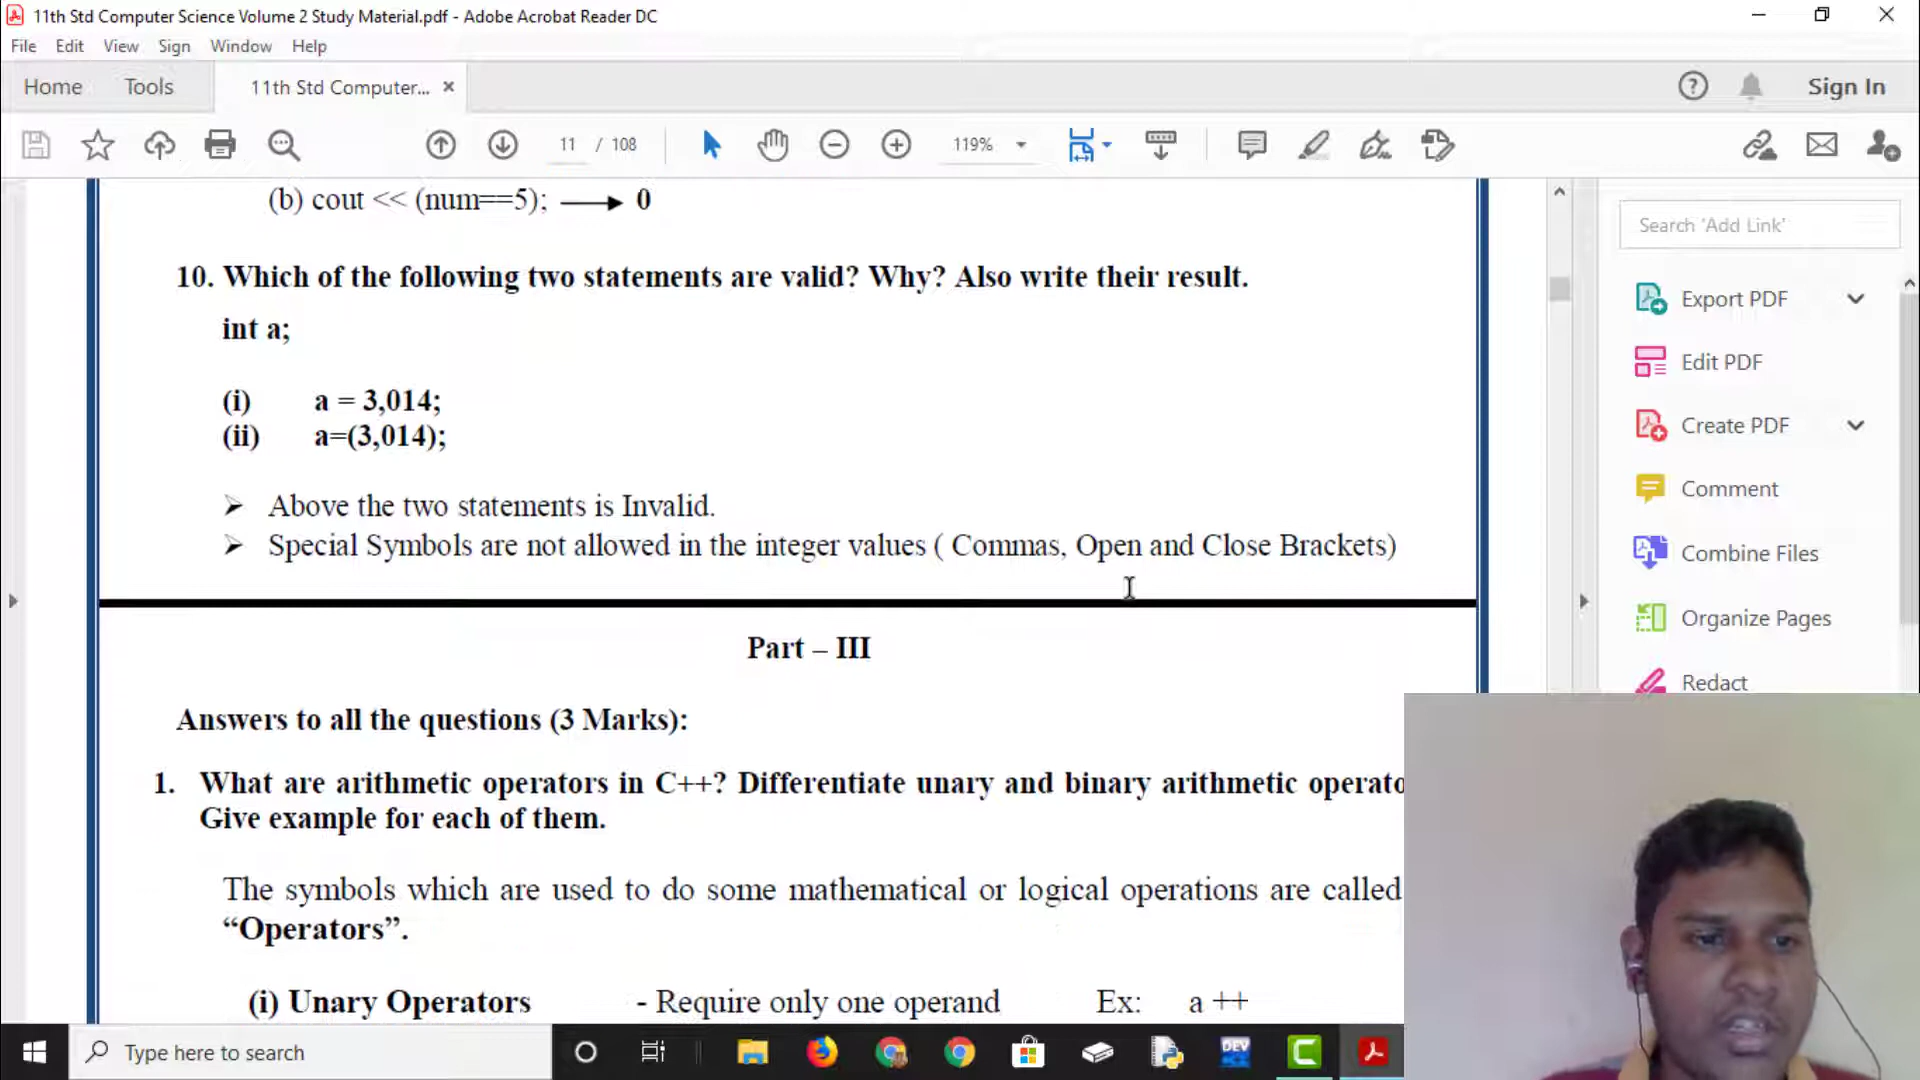 11th Std Computer Science Volume 2 Study Material.pdf - Adobe Acrobat Reader DC
File Edit View Sign Window Help
Home Tools 11th Std Computer... × Sign In
11 / 108 119%
(b) cout << (num==5); → 0
10. Which of the following two statements are valid? Why? Also write their result.
int a;
(i) a = 3,014;
(ii) a=(3,014);
➢ Above the two statements is Invalid.
➢ Special Symbols are not allowed in the integer values ( Commas, Open and Close Brackets)
Part – III
Answers to all the questions (3 Marks):
1. What are arithmetic operators in C++? Differentiate unary and binary arithmetic operato
Give example for each of them.
The symbols which are used to do some mathematical or logical operations are called
“Operators”.
(i) Unary Operators - Require only one operand Ex: a ++
Search 'Add Link'
Export PDF
Edit PDF
Create PDF
Comment
Combine Files
Organize Pages
Redact
Type here to search
DEV